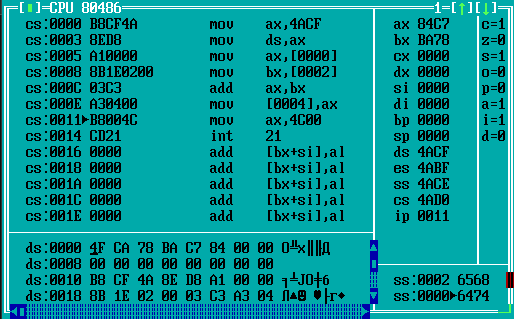 [■]=CPU 80486 1=[↑][↓]
cs:0000 B8CF4A mov ax,4ACF ax 84C7 c=1
cs:0003 8ED8 mov ds,ax bx BA78 z=0
cs:0005 A10000 mov ax,[0000] cx 0000 s=1
cs:0008 8B1E0200 mov bx,[0002] dx 0000 o=0
cs:000C 03C3 add ax,bx si 0000 p=0
cs:000E A30400 mov [0004],ax di 0000 a=1
cs:0011►B8004C mov ax,4C00 bp 0000 i=1
cs:0014 CD21 int 21 sp 0000 d=0
cs:0016 0000 add [bx+si],al ds 4ACF
cs:0018 0000 add [bx+si],al es 4ABF
cs:001A 0000 add [bx+si],al ss 4ACE
cs:001C 0000 add [bx+si],al cs 4AD0
cs:001E 0000 add [bx+si],al ip 0011
ds:0000 4F CA 78 BA C7 84 00 00 O╩x║╟Д
ds:0008 00 00 00 00 00 00 00 00
ds:0010 B8 CF 4A 8E D8 A1 00 00 ╕╧JО╪б ss:0002 6568
ds:0018 8B 1E 02 00 03 C3 A3 04 Л▲☻ ♥├г♦ ss:0000►6474